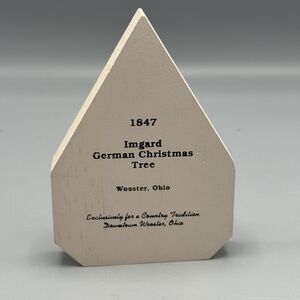 1847
Imgard
German Christmas
Tree
Wooster, Ohio
Exclusively for a Country Tradition
Downtown Wooster, Ohio